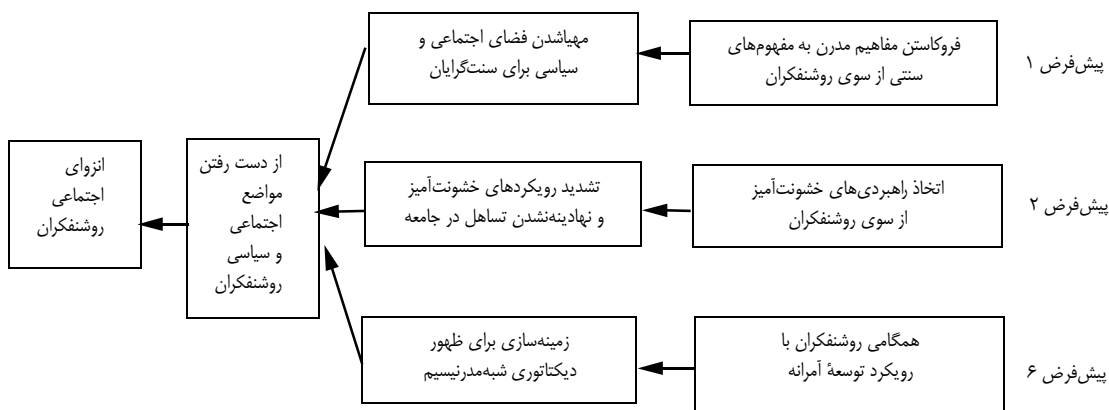 پیش‌فرض ۱
فروکاستن مفاهیم مدرن به مفهوم‌های
سنتی از سوی روشنفکران
مهیاشدن فضای اجتماعی و
سیاسی برای سنت‌گرایان
پیش‌فرض ۲
اتخاذ راهبردی‌های خشونت‌آمیز
از سوی روشنفکران
تشدید رویکردهای خشونت‌آمیز
و نهادینه‌نشدن تساهل در جامعه
پیش‌فرض ۶
همگامی روشنفکران با
رویکرد توسعهٔ آمرانه
زمینه‌سازی برای ظهور
دیکتاتوری شبه‌مدرنیسیم
از دست رفتن
مواضع
اجتماعی
و سیاسی
روشنفکران
انزوای
اجتماعی
روشنفکران